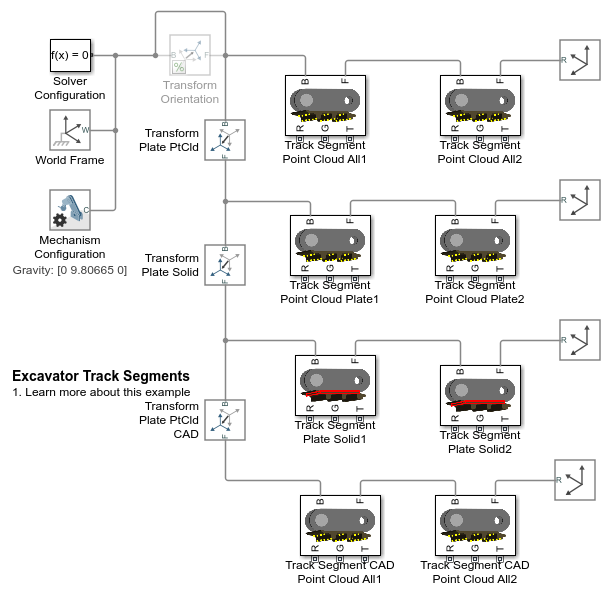 f(x) = 0
Solver
Configuration
W
World Frame
C
Mechanism
Configuration
Gravity: [0 9.80665 0]
B
F
%
Transform
Orientation
B
F
R
G
T
Track Segment
Point Cloud All1
B
F
R
G
T
Track Segment
Point Cloud All2
R
Transform
Plate PtCld
B
F
B
F
R
G
T
Track Segment
Point Cloud Plate1
B
F
R
G
T
Track Segment
Point Cloud Plate2
R
Transform
Plate Solid
B
F
B
F
R
G
T
Track Segment
Plate Solid1
B
F
R
G
T
Track Segment
Plate Solid2
R
Excavator Track Segments
1. Learn more about this example
Transform
Plate PtCld
CAD
B
F
B
F
R
G
T
Track Segment CAD
Point Cloud All1
B
F
R
G
T
Track Segment CAD
Point Cloud All2
R